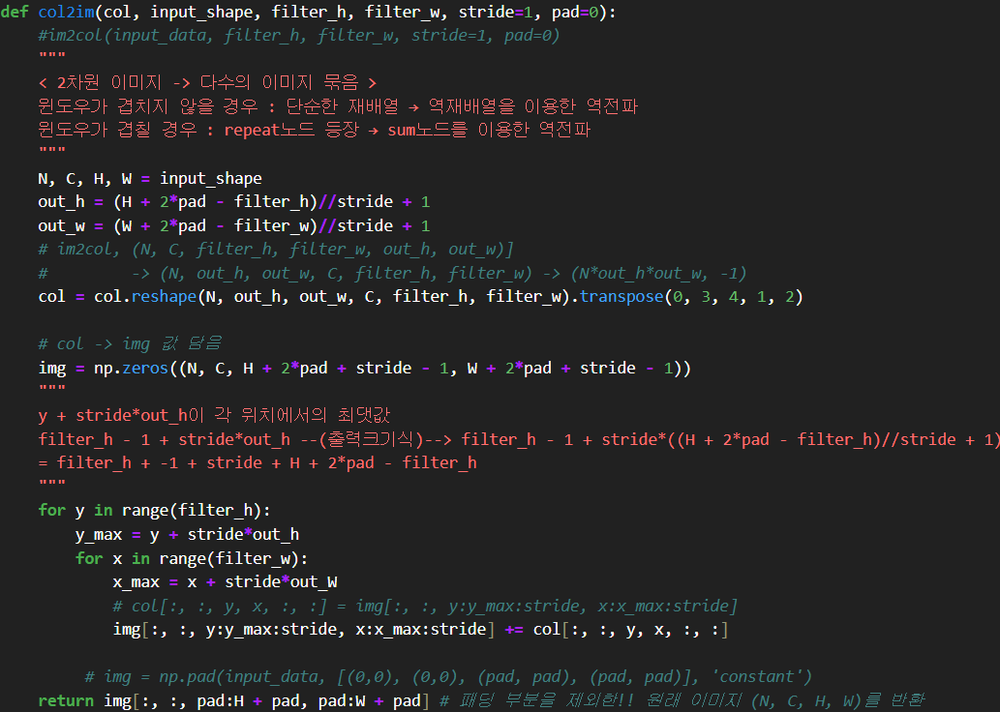 def col2im(col, input_shape, filter_h, filter_w, stride=1, pad=0):
    #im2col(input_data, filter_h, filter_w, stride=1, pad=0)
    """
    < 2차원 이미지 -> 다수의 이미지 묶음 >
    윈도우가 겹치지 않을 경우 : 단순한 재배열 → 역재배열을 이용한 역전파
    윈도우가 겹칠 경우 : repeat노드 등장 → sum노드를 이용한 역전파
    """
    N, C, H, W = input_shape
    out_h = (H + 2*pad - filter_h)//stride + 1
    out_w = (W + 2*pad - filter_w)//stride + 1
    # im2col, (N, C, filter_h, filter_w, out_h, out_w)]
    #         -> (N, out_h, out_w, C, filter_h, filter_w) -> (N*out_h*out_w, -1)
    col = col.reshape(N, out_h, out_w, C, filter_h, filter_w).transpose(0, 3, 4, 1, 2)
    # col -> img 값 담음
    img = np.zeros((N, C, H + 2*pad + stride - 1, W + 2*pad + stride - 1))
    """
    y + stride*out_h이 각 위치에서의 최댓값
    filter_h - 1 + stride*out_h --(출력크기식)--> filter_h - 1 + stride*((H + 2*pad - filter_h)//stride + 1)
    = filter_h + -1 + stride + H + 2*pad - filter_h
    """
    for y in range(filter_h):
        y_max = y + stride*out_h
        for x in range(filter_w):
            x_max = x + stride*out_W
            # col[:, :, y, x, :, :] = img[:, :, y:y_max:stride, x:x_max:stride]
            img[:, :, y:y_max:stride, x:x_max:stride] += col[:, :, y, x, :, :]
         # img = np.pad(input_data, [(0,0), (0,0), (pad, pad), (pad, pad)], 'constant')
    return img[:, :, pad:H + pad, pad:W + pad] # 패딩 부분을 제외한!! 원래 이미지 (N, C, H, W)를 반환